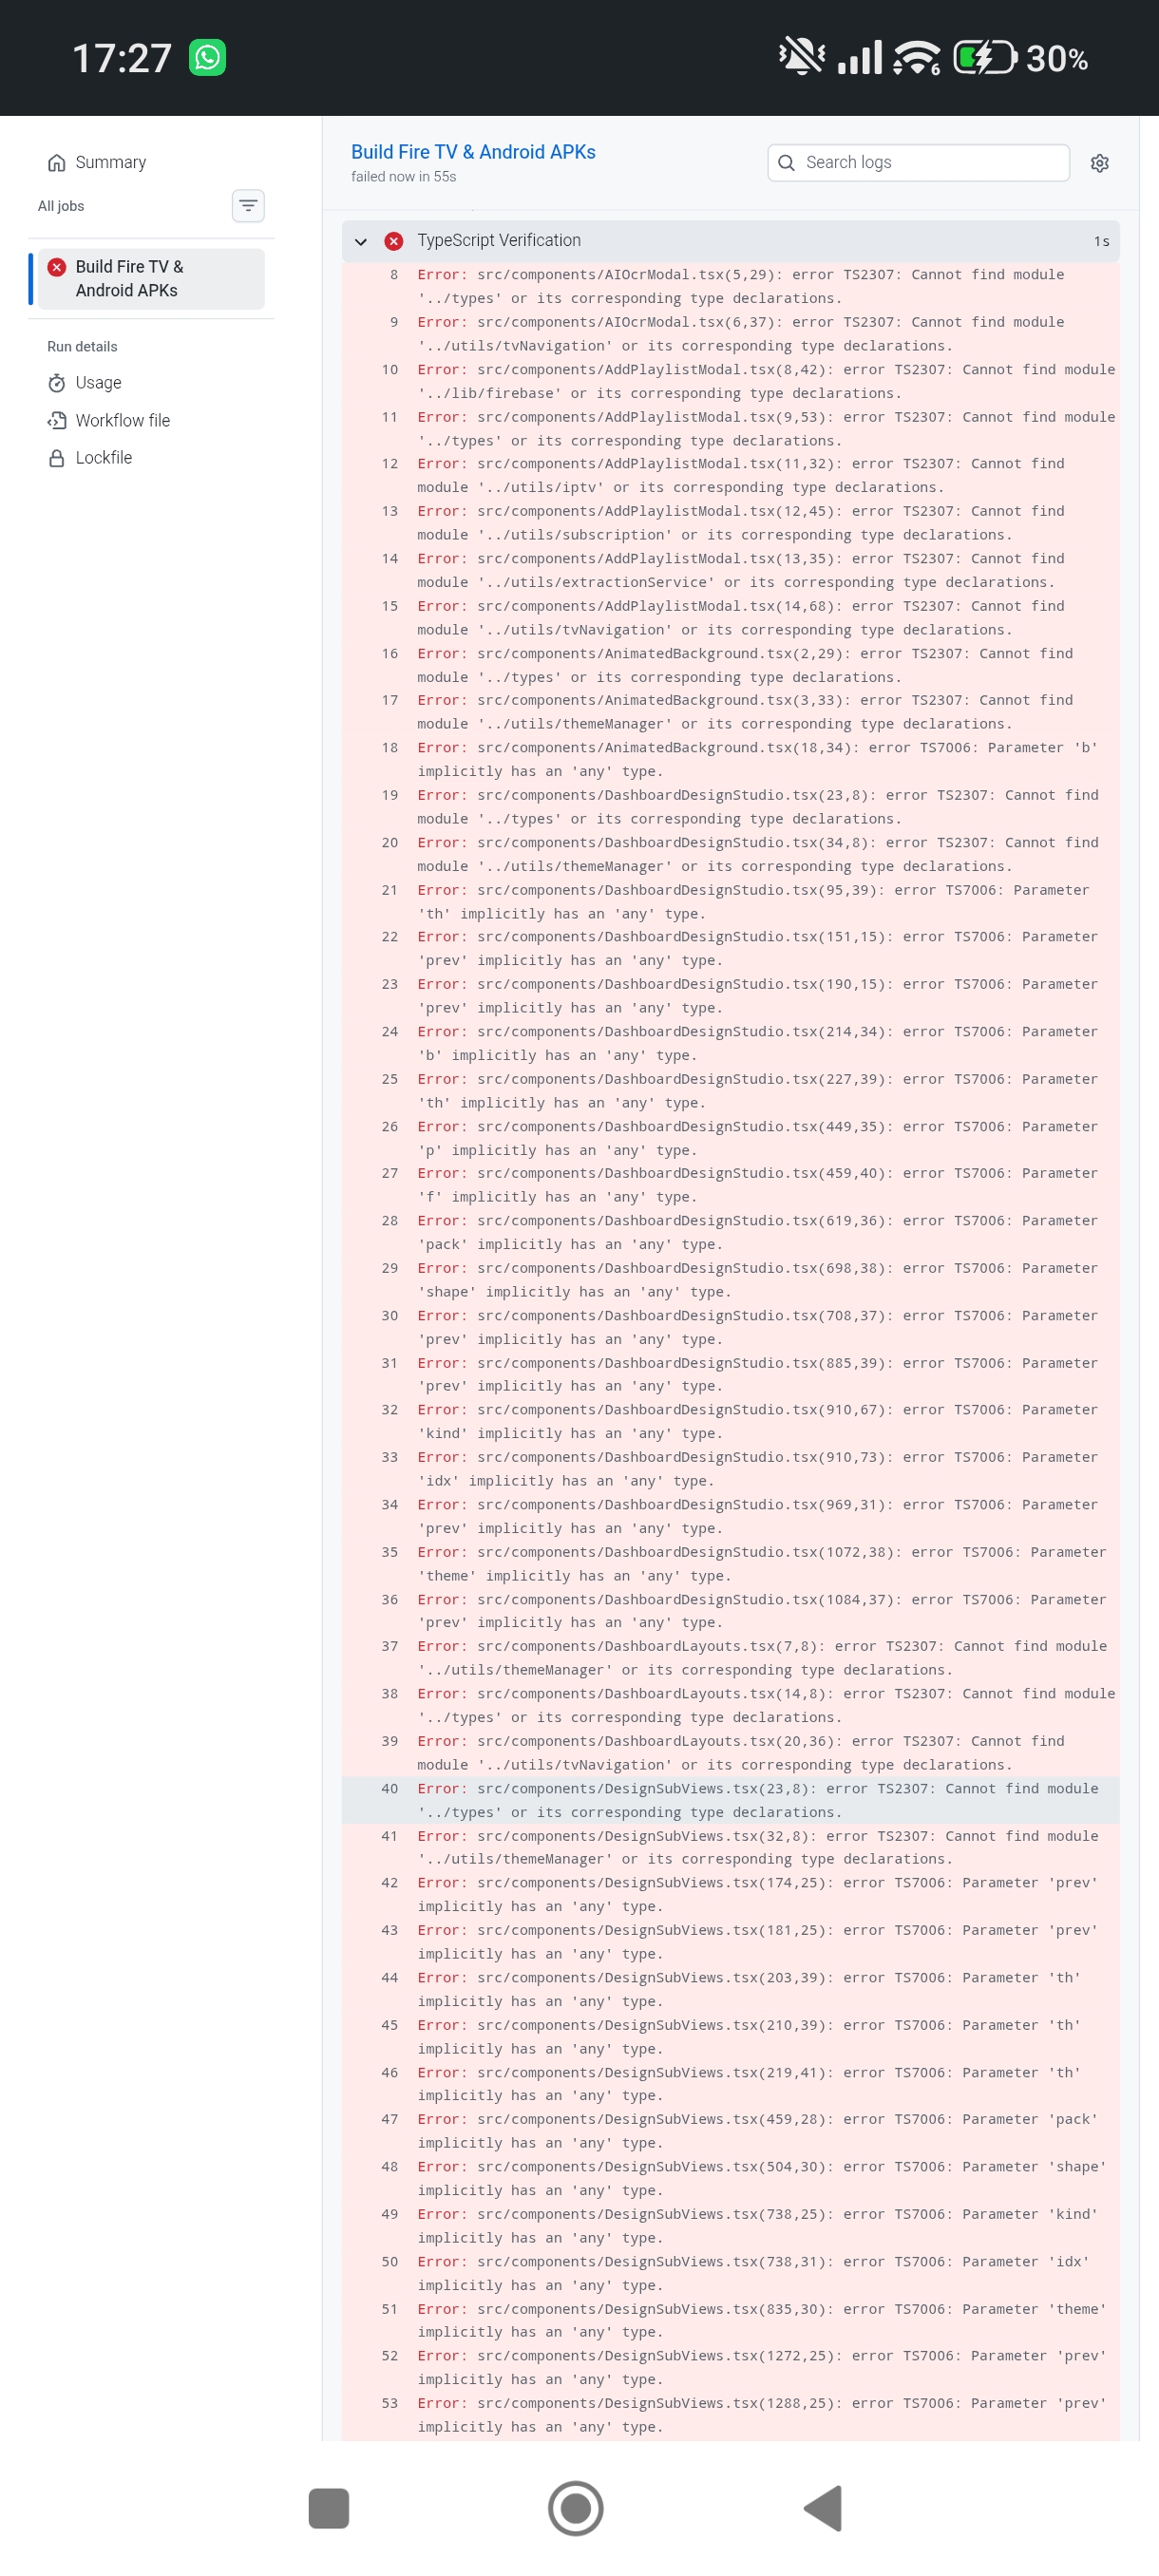 17:27
30%
Summary
All jobs
Build Fire TV &
Android APKs
Run details
Usage
Workflow file
Lockfile
Build Fire TV & Android APKs
failed now in 55s
Search logs
TypeScript Verification
1s
8 Error: src/components/AIOcrModal.tsx(5,29): error TS2307: Cannot find module
'../types' or its corresponding type declarations.
9 Error: src/components/AIOcrModal.tsx(6,37): error TS2307: Cannot find module
'../utils/tvNavigation' or its corresponding type declarations.
10 Error: src/components/AddPlaylistModal.tsx(8,42): error TS2307: Cannot find module
'../lib/firebase' or its corresponding type declarations.
11 Error: src/components/AddPlaylistModal.tsx(9,53): error TS2307: Cannot find module
'../types' or its corresponding type declarations.
12 Error: src/components/AddPlaylistModal.tsx(11,32): error TS2307: Cannot find
module '../utils/iptv' or its corresponding type declarations.
13 Error: src/components/AddPlaylistModal.tsx(12,45): error TS2307: Cannot find
module '../utils/subscription' or its corresponding type declarations.
14 Error: src/components/AddPlaylistModal.tsx(13,35): error TS2307: Cannot find
module '../utils/extractionService' or its corresponding type declarations.
15 Error: src/components/AddPlaylistModal.tsx(14,68): error TS2307: Cannot find
module '../utils/tvNavigation' or its corresponding type declarations.
16 Error: src/components/AnimatedBackground.tsx(2,29): error TS2307: Cannot find
module '../types' or its corresponding type declarations.
17 Error: src/components/AnimatedBackground.tsx(3,33): error TS2307: Cannot find
module '../utils/themeManager' or its corresponding type declarations.
18 Error: src/components/AnimatedBackground.tsx(18,34): error TS7006: Parameter 'b'
implicitly has an 'any' type.
19 Error: src/components/DashboardDesignStudio.tsx(23,8): error TS2307: Cannot find
module '../types' or its corresponding type declarations.
20 Error: src/components/DashboardDesignStudio.tsx(34,8): error TS2307: Cannot find
module '../utils/themeManager' or its corresponding type declarations.
21 Error: src/components/DashboardDesignStudio.tsx(95,39): error TS7006: Parameter
'th' implicitly has an 'any' type.
22 Error: src/components/DashboardDesignStudio.tsx(151,15): error TS7006: Parameter
'prev' implicitly has an 'any' type.
23 Error: src/components/DashboardDesignStudio.tsx(190,15): error TS7006: Parameter
'prev' implicitly has an 'any' type.
24 Error: src/components/DashboardDesignStudio.tsx(214,34): error TS7006: Parameter
'b' implicitly has an 'any' type.
25 Error: src/components/DashboardDesignStudio.tsx(227,39): error TS7006: Parameter
'th' implicitly has an 'any' type.
26 Error: src/components/DashboardDesignStudio.tsx(449,35): error TS7006: Parameter
'p' implicitly has an 'any' type.
27 Error: src/components/DashboardDesignStudio.tsx(459,40): error TS7006: Parameter
'f' implicitly has an 'any' type.
28 Error: src/components/DashboardDesignStudio.tsx(619,36): error TS7006: Parameter
'pack' implicitly has an 'any' type.
29 Error: src/components/DashboardDesignStudio.tsx(698,38): error TS7006: Parameter
'shape' implicitly has an 'any' type.
30 Error: src/components/DashboardDesignStudio.tsx(708,37): error TS7006: Parameter
'prev' implicitly has an 'any' type.
31 Error: src/components/DashboardDesignStudio.tsx(885,39): error TS7006: Parameter
'prev' implicitly has an 'any' type.
32 Error: src/components/DashboardDesignStudio.tsx(910,67): error TS7006: Parameter
'kind' implicitly has an 'any' type.
33 Error: src/components/DashboardDesignStudio.tsx(910,73): error TS7006: Parameter
'idx' implicitly has an 'any' type.
34 Error: src/components/DashboardDesignStudio.tsx(969,31): error TS7006: Parameter
'prev' implicitly has an 'any' type.
35 Error: src/components/DashboardDesignStudio.tsx(1072,38): error TS7006: Parameter
'theme' implicitly has an 'any' type.
36 Error: src/components/DashboardDesignStudio.tsx(1084,37): error TS7006: Parameter
'prev' implicitly has an 'any' type.
37 Error: src/components/DashboardLayouts.tsx(7,8): error TS2307: Cannot find module
'../utils/themeManager' or its corresponding type declarations.
38 Error: src/components/DashboardLayouts.tsx(14,8): error TS2307: Cannot find module
'../types' or its corresponding type declarations.
39 Error: src/components/DashboardLayouts.tsx(20,36): error TS2307: Cannot find
module '../utils/tvNavigation' or its corresponding type declarations.
40 Error: src/components/DesignSubViews.tsx(23,8): error TS2307: Cannot find module
'../types' or its corresponding type declarations.
41 Error: src/components/DesignSubViews.tsx(32,8): error TS2307: Cannot find module
'../utils/themeManager' or its corresponding type declarations.
42 Error: src/components/DesignSubViews.tsx(174,25): error TS7006: Parameter 'prev'
implicitly has an 'any' type.
43 Error: src/components/DesignSubViews.tsx(181,25): error TS7006: Parameter 'prev'
implicitly has an 'any' type.
44 Error: src/components/DesignSubViews.tsx(203,39): error TS7006: Parameter 'th'
implicitly has an 'any' type.
45 Error: src/components/DesignSubViews.tsx(210,39): error TS7006: Parameter 'th'
implicitly has an 'any' type.
46 Error: src/components/DesignSubViews.tsx(219,41): error TS7006: Parameter 'th'
implicitly has an 'any' type.
47 Error: src/components/DesignSubViews.tsx(459,28): error TS7006: Parameter 'pack'
implicitly has an 'any' type.
48 Error: src/components/DesignSubViews.tsx(504,30): error TS7006: Parameter 'shape'
implicitly has an 'any' type.
49 Error: src/components/DesignSubViews.tsx(738,25): error TS7006: Parameter 'kind'
implicitly has an 'any' type.
50 Error: src/components/DesignSubViews.tsx(738,31): error TS7006: Parameter 'idx'
implicitly has an 'any' type.
51 Error: src/components/DesignSubViews.tsx(835,30): error TS7006: Parameter 'theme'
implicitly has an 'any' type.
52 Error: src/components/DesignSubViews.tsx(1272,25): error TS7006: Parameter 'prev'
implicitly has an 'any' type.
53 Error: src/components/DesignSubViews.tsx(1288,25): error TS7006: Parameter 'prev'
implicitly has an 'any' type.